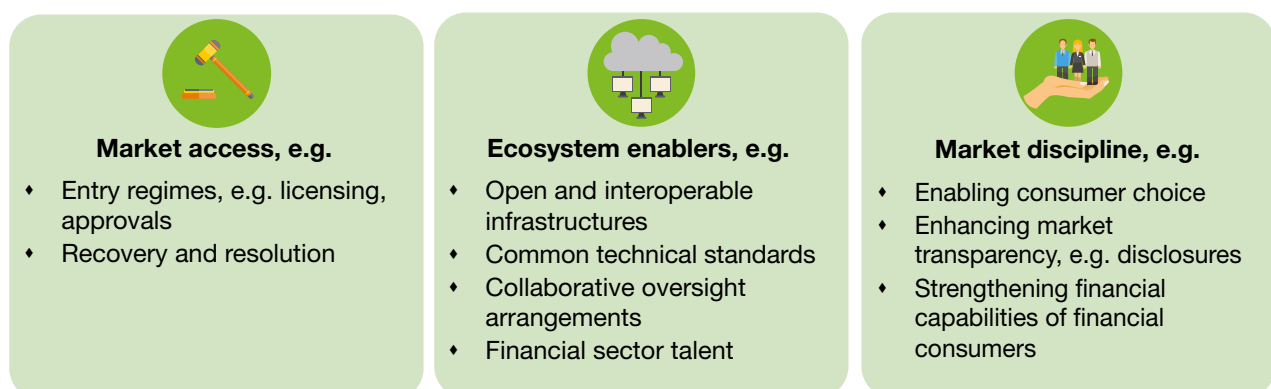 Market access, e.g.
♦ Entry regimes, e.g. licensing,
approvals
♦ Recovery and resolution
Ecosystem enablers, e.g.
♦ Open and interoperable
infrastructures
♦ Common technical standards
♦ Collaborative oversight
arrangements
♦ Financial sector talent
Market discipline, e.g.
♦ Enabling consumer choice
♦ Enhancing market
transparency, e.g. disclosures
♦ Strengthening financial
capabilities of financial
consumers